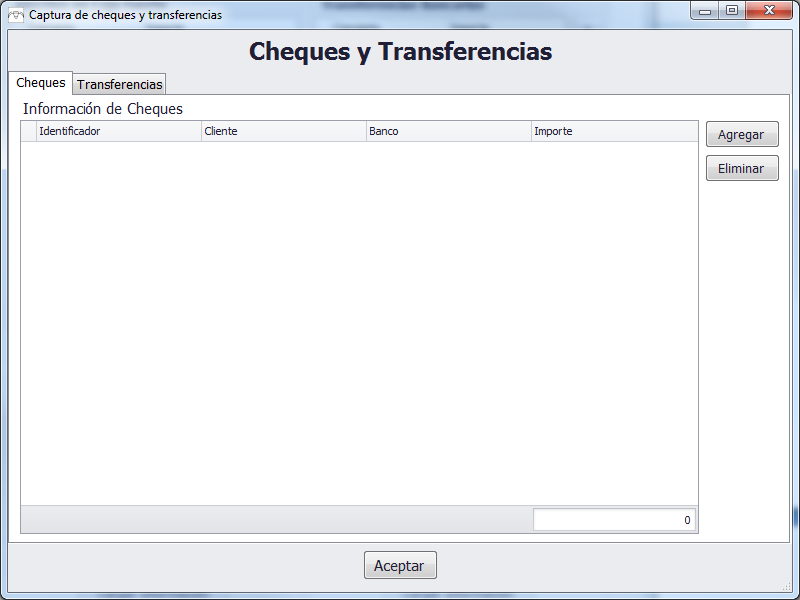 Captura de cheques y transferencias
Cheques y Transferencias
Cheques Transferencias
Información de Cheques
Identificador Cliente Banco Importe
Agregar
Eliminar
0
Aceptar